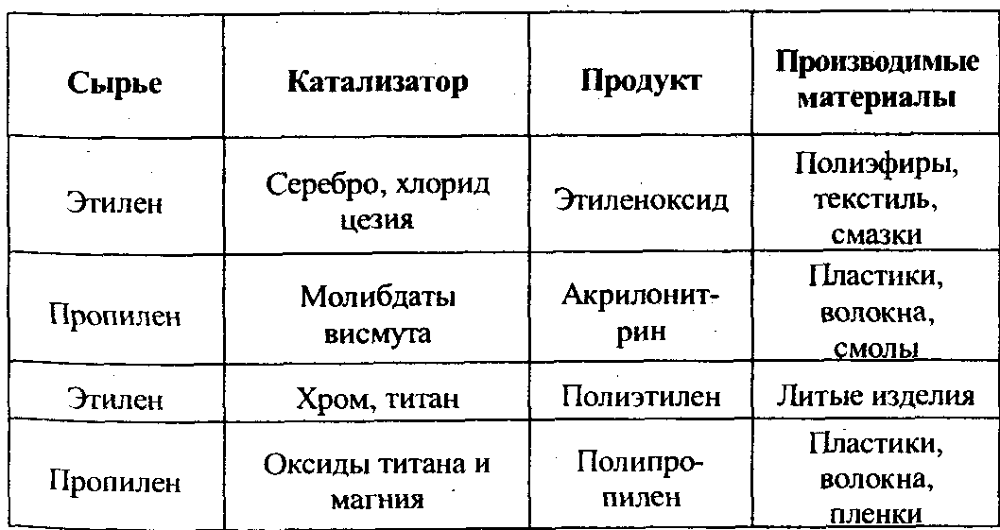 Сырье
Катализатор
Продукт
Производимые
материалы
Этилен
Серебро, хлорид
цезия
Этиленоксид
Полиэфиры,
текстиль,
смазки
Пропилен
Молибдаты
висмута
Акрилонит-
рин
Пластики,
волокна,
смолы
Этилен
Хром, титан
Полиэтилен
Литые изделия
Пропилен
Оксиды титана и
магния
Полипро-
пилен
Пластики,
волокна,
пленки